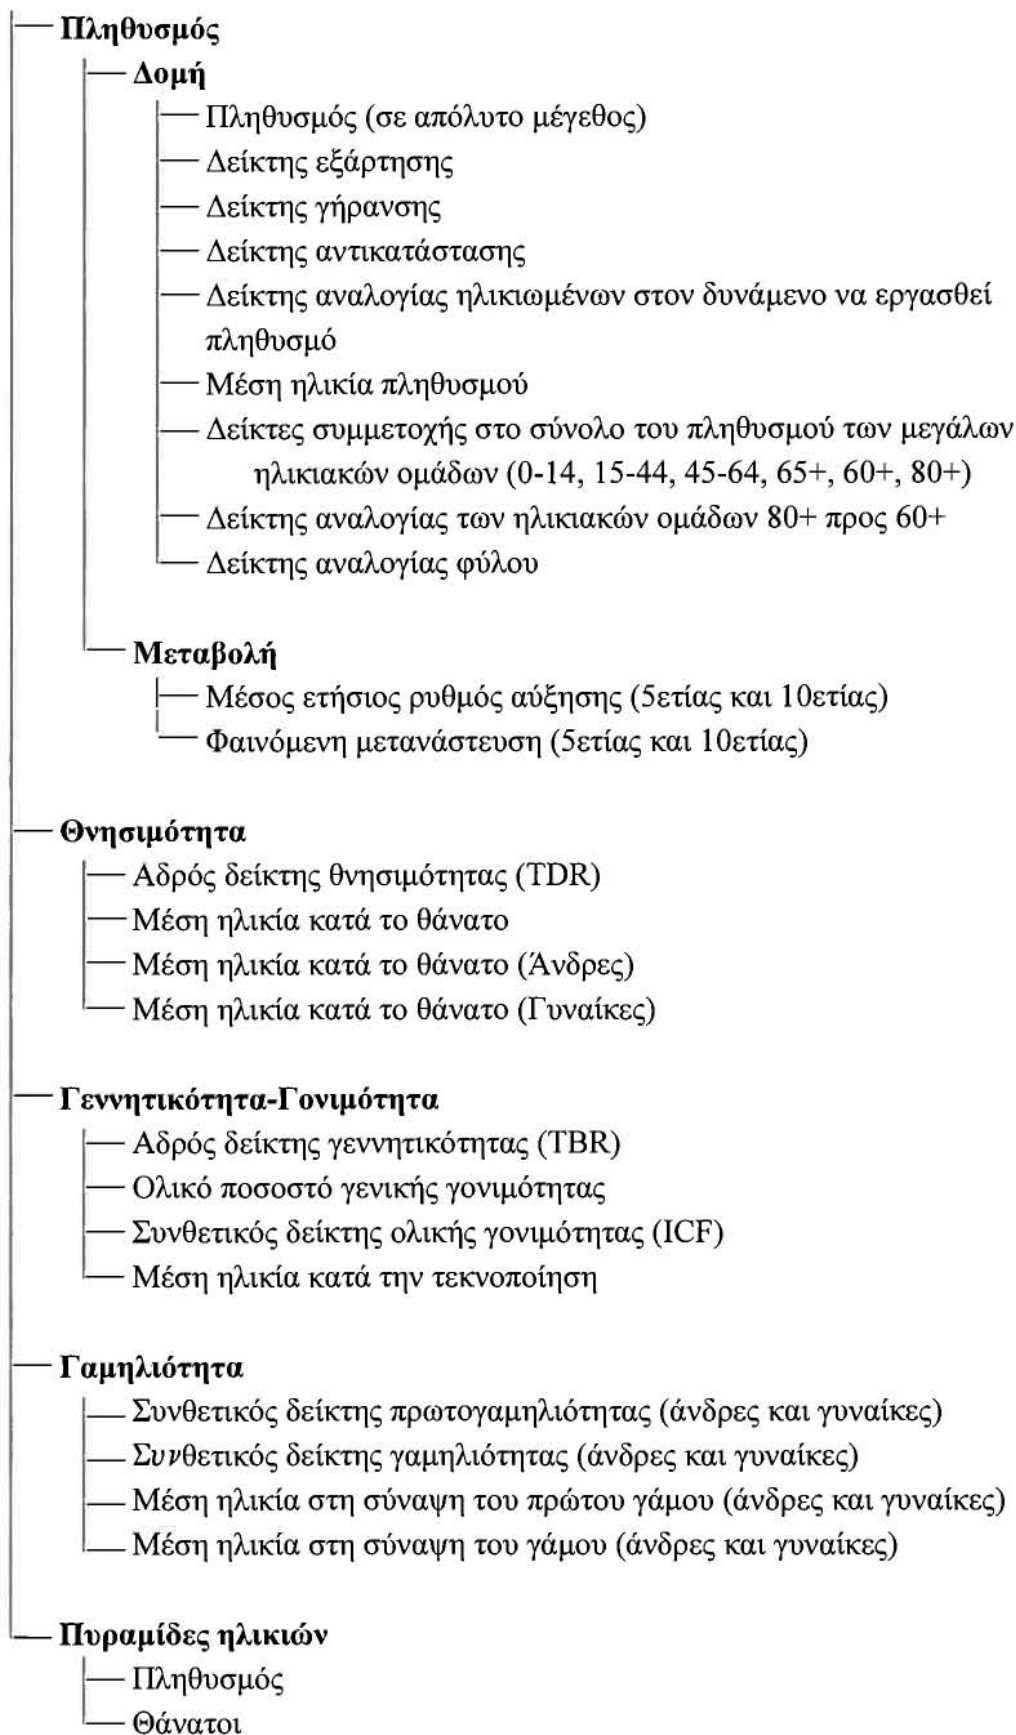 Πληθυσμός
Δομή
Πληθυσμός (σε απόλυτο μέγεθος)
Δείκτης εξάρτησης
Δείκτης γήρανσης
Δείκτης αντικατάστασης
Δείκτης αναλογίας ηλικιωμένων στον δυνάμενο να εργασθεί
πληθυσμό
Μέση ηλικία πληθυσμού
Δείκτες συμμετοχής στο σύνολο του πληθυσμού των μεγάλων
ηλικιακών ομάδων (0-14, 15-44, 45-64, 65+, 60+, 80+)
Δείκτης αναλογίας των ηλικιακών ομάδων 80+ προς 60+
Δείκτης αναλογίας φύλου
Μεταβολή
Μέσος ετήσιος ρυθμός αύξησης (5ετίας και 10ετίας)
Φαινόμενη μετανάστευση (5ετίας και 10ετίας)
Θνησιμότητα
Αδρός δείκτης θνησιμότητας (TDR)
Μέση ηλικία κατά το θάνατο
Μέση ηλικία κατά το θάνατο (Άνδρες)
Μέση ηλικία κατά το θάνατο (Γυναίκες)
Γεννητικότητα-Γονιμότητα
Αδρός δείκτης γεννητικότητας (TBR)
Ολικό ποσοστό γενικής γονιμότητας
Συνθετικός δείκτης ολικής γονιμότητας (ICF)
Μέση ηλικία κατά την τεκνοποίηση
Γαμηλιότητα
Συνθετικός δείκτης πρωτογαμηλιότητας (άνδρες και γυναίκες)
Συνθετικός δείκτης γαμηλιότητας (άνδρες και γυναίκες)
Μέση ηλικία στη σύναψη του πρώτου γάμου (άνδρες και γυναίκες)
Μέση ηλικία στη σύναψη του γάμου (άνδρες και γυναίκες)
Πυραμίδες ηλικιών
Πληθυσμός
Θάνατοι